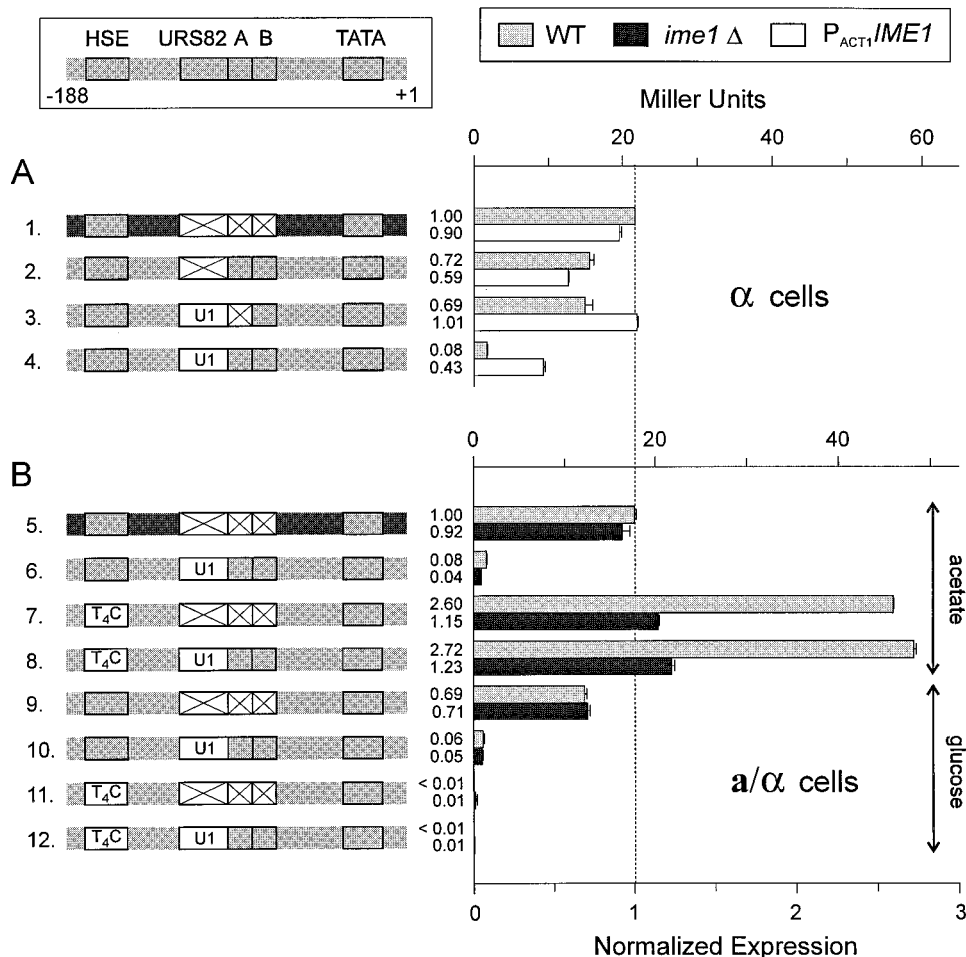 HSE URS82 A B TATA
-188 +1
WT ime1 Δ P_ACT1 IME1
Miller Units
0 20 40 60
A
1. 1.00
0.90
2. 0.72
0.59
3. U1 0.69
1.01
4. U1 0.08
0.43
α cells
0 20 40
B
5. 1.00
0.92
6. U1 0.08
0.04
7. T₄C 2.60
1.15
8. T₄C U1 2.72
1.23
acetate
9. 0.69
0.71
10. U1 0.06
0.05
11. T₄C < 0.01
0.01
12. T₄C U1 < 0.01
0.01
glucose
a/α cells
0 1 2 3
Normalized Expression